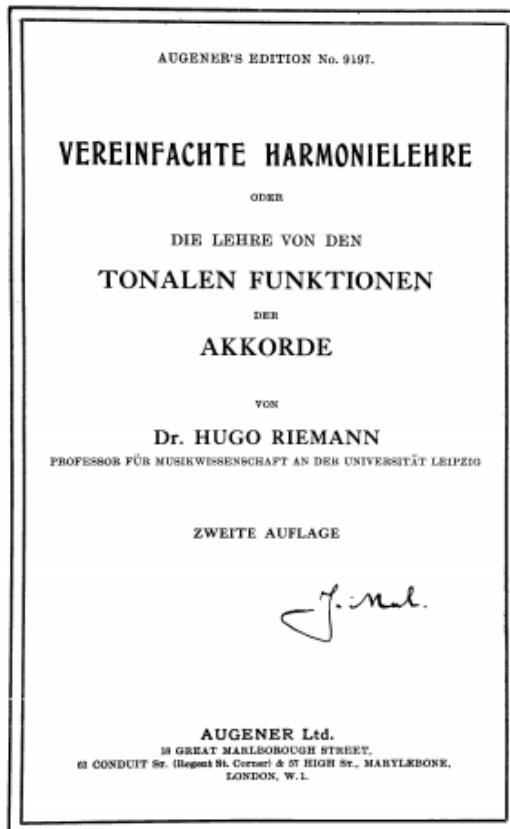 AUGENER'S EDITION No. 9197.
VEREINFACHTE HARMONIELEHRE
ODER
DIE LEHRE VON DEN
TONALEN FUNKTIONEN
DER
AKKORDE
VON
Dr. HUGO RIEMANN
PROFESSOR FÜR MUSIKWISSENSCHAFT AN DER UNIVERSITÄT LEIPZIG
ZWEITE AUFLAGE
AUGENER Ltd.
18 GREAT MARLBOROUGH STREET,
63 CONDUIT St. (Regent St. Corner) & 57 HIGH St., MARYLEBONE,
LONDON, W. 1.